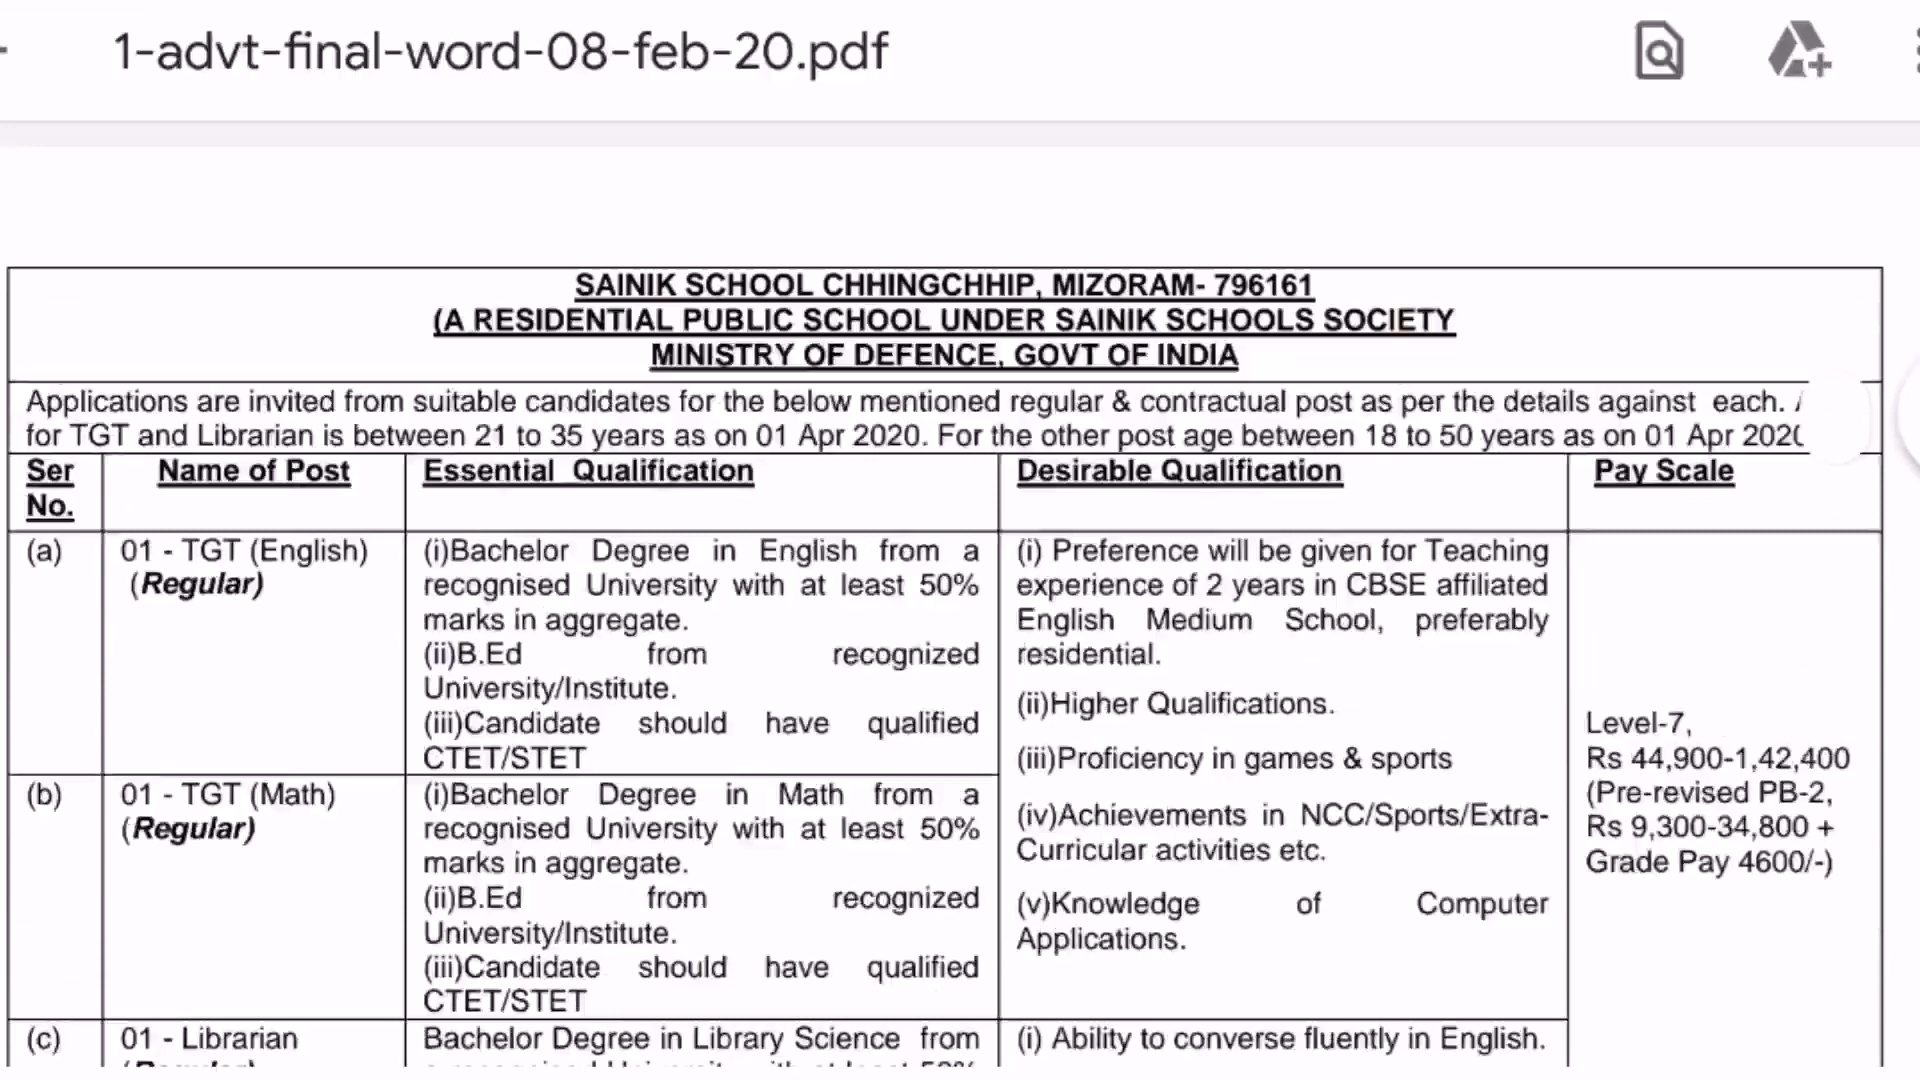 1-advt-final-word-08-feb-20.pdf
SAINIK SCHOOL CHHINGCHHIP, MIZORAM- 796161
(A RESIDENTIAL PUBLIC SCHOOL UNDER SAINIK SCHOOLS SOCIETY
MINISTRY OF DEFENCE, GOVT OF INDIA
Applications are invited from suitable candidates for the below mentioned regular & contractual post as per the details against each.
for TGT and Librarian is between 21 to 35 years as on 01 Apr 2020. For the other post age between 18 to 50 years as on 01 Apr
Ser
No.
Name of Post
Essential Qualification
Desirable Qualification
Pay Scale
(a)
01 - TGT (English)
(Regular)
(i)Bachelor Degree in English from a
recognised University with at least 50%
marks in aggregate.
(ii)B.Ed from recognized
University/Institute.
(iii)Candidate should have qualified
CTET/STET
(i) Preference will be given for Teaching
experience of 2 years in CBSE affiliated
English Medium School, preferably
residential.
(ii)Higher Qualifications.
(iii)Proficiency in games & sports
(iv)Achievements in NCC/Sports/Extra-
Curricular activities etc.
(v)Knowledge of Computer
Applications.
Level-7,
Rs 44,900-1,42,400
(Pre-revised PB-2,
Rs 9,300-34,800 +
Grade Pay 4600/-)
(b)
01 - TGT (Math)
(Regular)
(i)Bachelor Degree in Math from a
recognised University with at least 50%
marks in aggregate.
(ii)B.Ed from recognized
University/Institute.
(iii)Candidate should have qualified
CTET/STET
(c)
01 - Librarian
Bachelor Degree in Library Science from
(i) Ability to converse fluently in English.